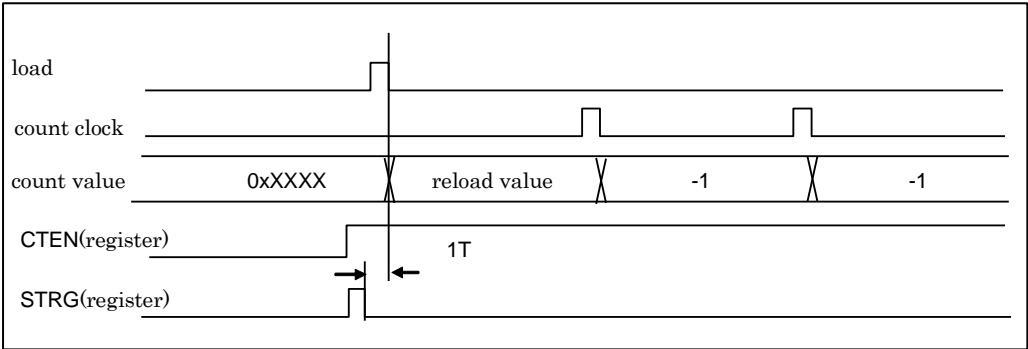 load
count clock
count value 0xXXXX reload value -1 -1
CTEN(register)
1T
STRG(register)